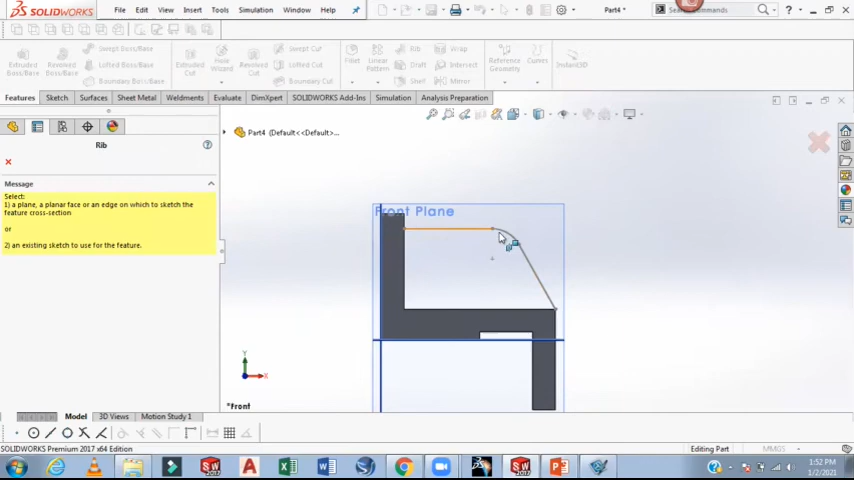 SOLIDWORKS File Edit View Insert Tools Simulation Window Help Part4 * Search Commands
Extruded Boss/Base Revolved Boss/Base Swept Boss/Base Lofted Boss/Base Boundary Boss/Base Extruded Cut Hole Wizard Revolved Cut Swept Cut Lofted Cut Boundary Cut Fillet Linear Pattern Rib Draft Shell Wrap Intersect Mirror Reference Geometry Curves Instant3D
Features Sketch Surfaces Sheet Metal Weldments Evaluate DimXpert SOLIDWORKS Add-Ins Simulation Analysis Preparation
Part4 (Default<<Default>...
Rib
Message
Select:
1) a plane, a planar face or an edge on which to sketch the
feature cross-section
or
2) an existing sketch to use for the feature.
Front Plane
Y
X
*Front
Model 3D Views Motion Study 1
SOLIDWORKS Premium 2017 x64 Edition Editing Part MMGS
1:52 PM
1/2/2021